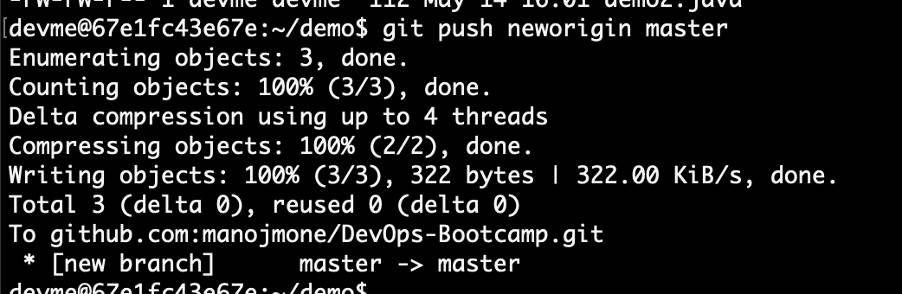 -rw-rw-r-- 1 devme devme 112 May 14 16:01 demo2.java
devme@67e1fc43e67e:~/demo$ git push neworigin master
Enumerating objects: 3, done.
Counting objects: 100% (3/3), done.
Delta compression using up to 4 threads
Compressing objects: 100% (2/2), done.
Writing objects: 100% (3/3), 322 bytes | 322.00 KiB/s, done.
Total 3 (delta 0), reused 0 (delta 0)
To github.com:manojmone/DevOps-Bootcamp.git
 * [new branch]      master -> master
devme@67e1fc43e67e:~/demo$